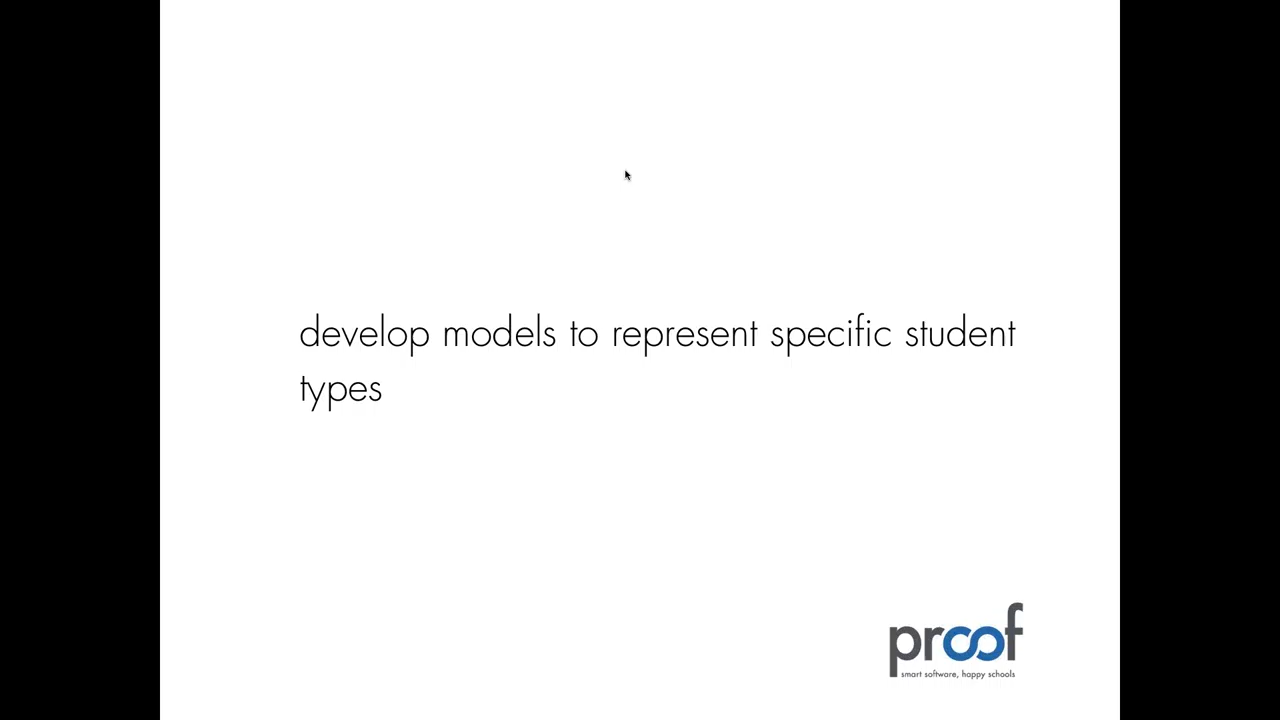 develop models to represent specific student
types
proof
smart software, happy schools